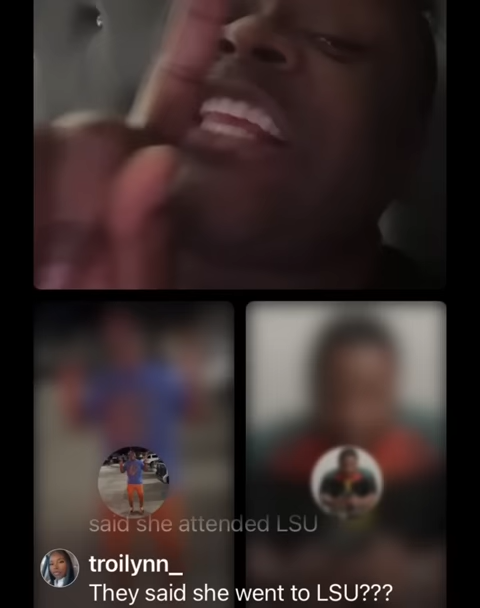 said she attended LSU
troilynn_
They said she went to LSU???